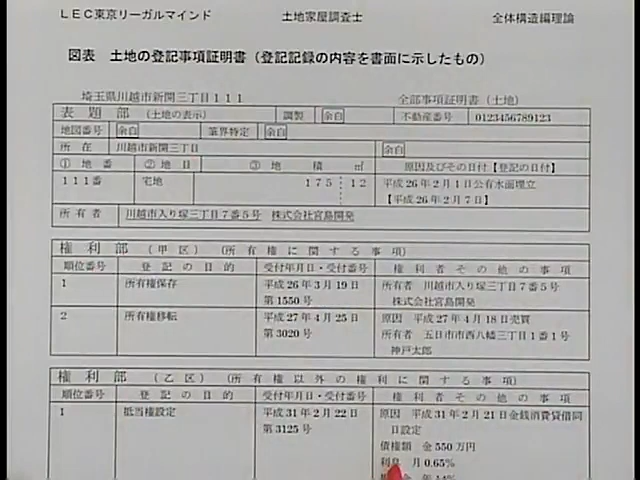 LEC東京リーガルマインド 土地家屋調査士 全体構造編理論
図表 土地の登記事項証明書（登記記録の内容を書面に示したもの）
埼玉県川越市新開三丁目１１１ 全部事項証明書（土地）
表題部（土地の表示） 調製 余白 不動産番号 0123456789123
地図番号 余白 筆界特定 余白
所在 川越市新開三丁目 余白
① 地番 ② 地目 ③ 地積 ㎡ 原因及びその日付【登記の日付】
１１１番 宅地 １７５：１２ 平成26年2月1日公有水面埋立
【平成26年2月7日】
所有者 川越市入り塚三丁目７番５号 株式会社宮島開発
権利部（甲区）（所有権に関する事項）
順位番号 登記の目的 受付年月日・受付番号 権利者その他の事項
1 所有権保存 平成26年3月19日 所有者 川越市入り塚三丁目７番５号
第1550号 株式会社宮島開発
2 所有権移転 平成27年4月25日 原因 平成27年4月18日売買
第3020号 所有者 五日市市西八幡三丁目１番１号
神戸太郎
権利部（乙区）（所有権以外の権利に関する事項）
順位番号 登記の目的 受付年月日・受付番号 権利者その他の事項
1 抵当権設定 平成31年2月22日 原因 平成31年2月21日金銭消費貸借同
第3125号 日設定
債権額 金550万円
利息 月0.65%